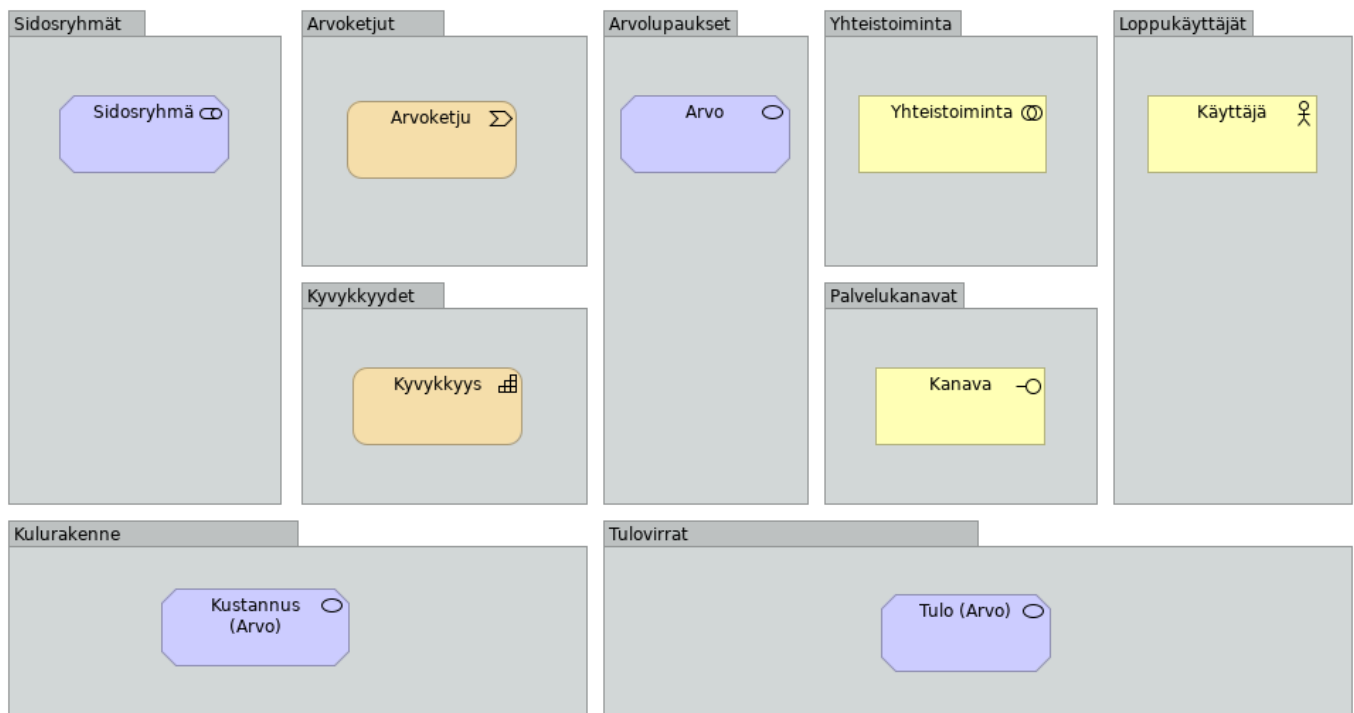 Sidosryhmät
Sidosryhmä
Arvoketjut
Arvoketju
Kyvykkyydet
Kyvykkyys
Arvolupaukset
Arvo
Yhteistoiminta
Yhteistoiminta
Palvelukanavat
Kanava
Loppukäyttäjät
Käyttäjä
Kulurakenne
Kustannus
(Arvo)
Tulovirrat
Tulo (Arvo)